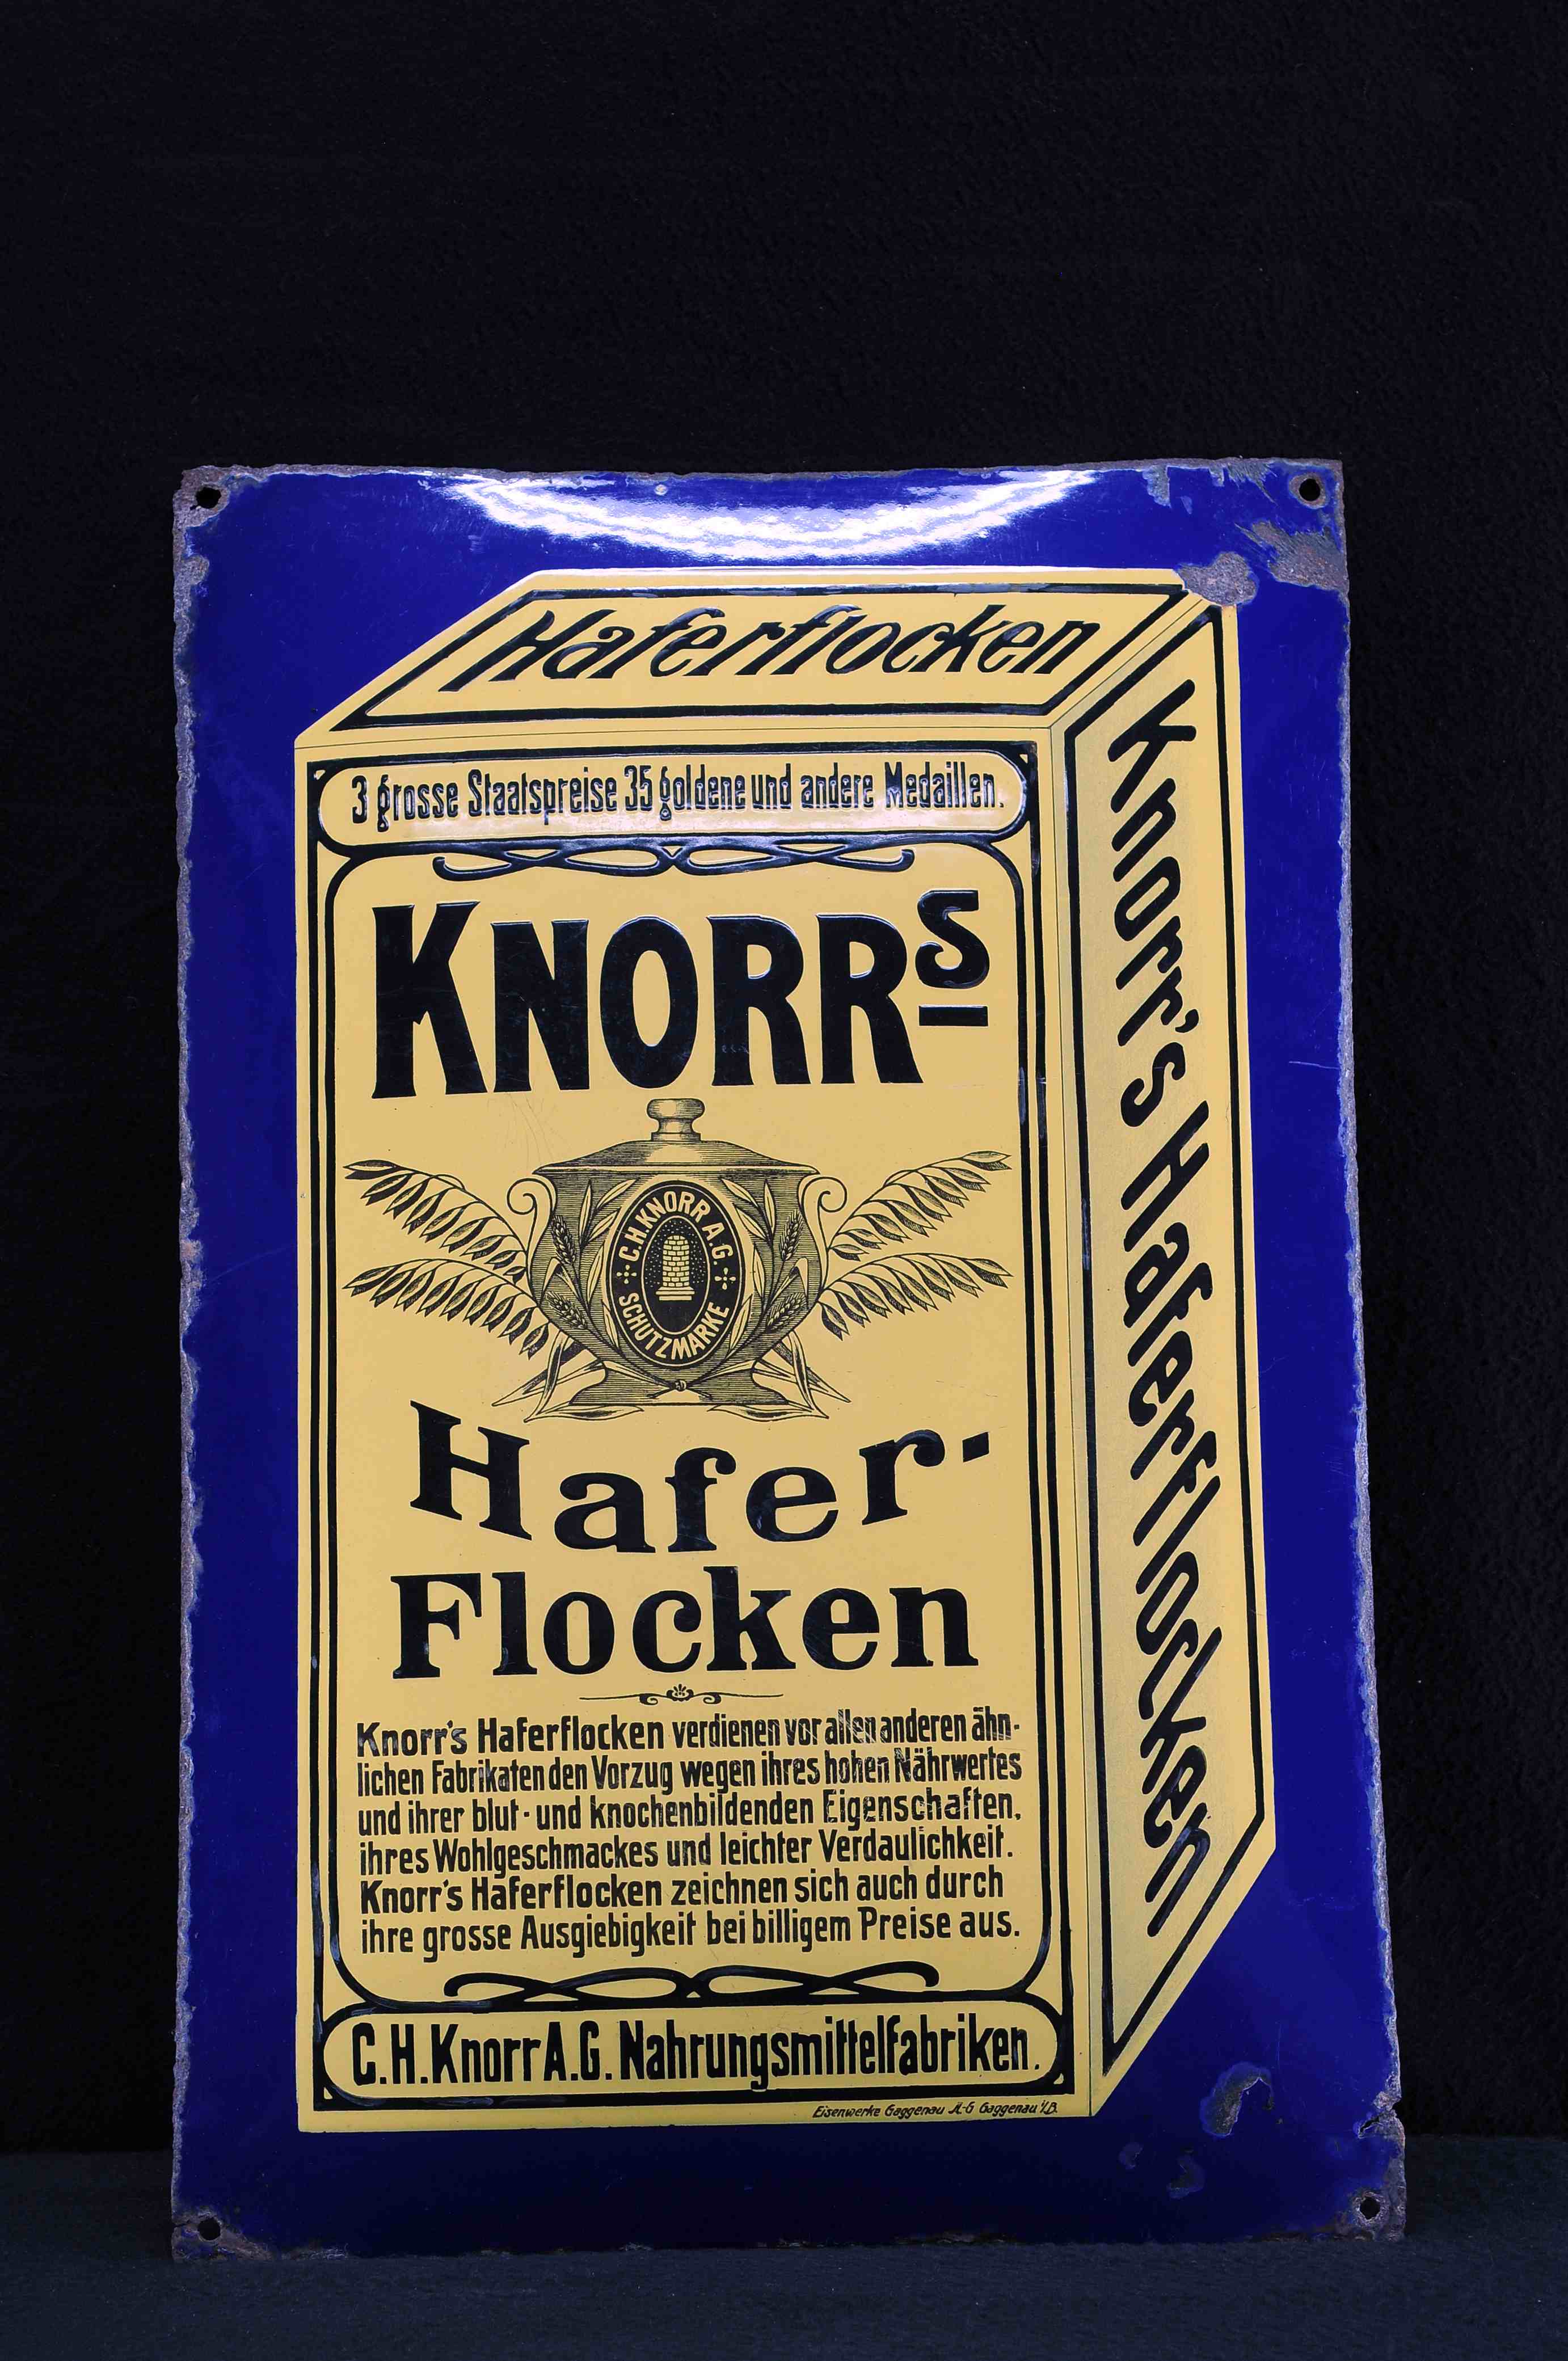 Haferflocken
3 grosse Staatspreise 35 goldene und andere Medaillen.
KNORRS
C.H. KNORR A.G.
SCHUTZMARKE
Hafer-
Flocken
Knorr's Haferflocken verdienen vor allen anderen ähn-
lichen Fabrikaten den Vorzug wegen ihres hohen Nährwertes
und ihrer blut- und knochenbildenden Eigenschaften,
ihres Wohlgeschmackes und leichter Verdaulichkeit.
Knorr's Haferflocken zeichnen sich auch durch
ihre grosse Ausgiebigkeit bei billigem Preise aus.
C.H. Knorr A.G. Nahrungsmittelfabriken.
Eisenwerke Gaggenau A-G Gaggenau i/B.
Knorr's Haferflocken